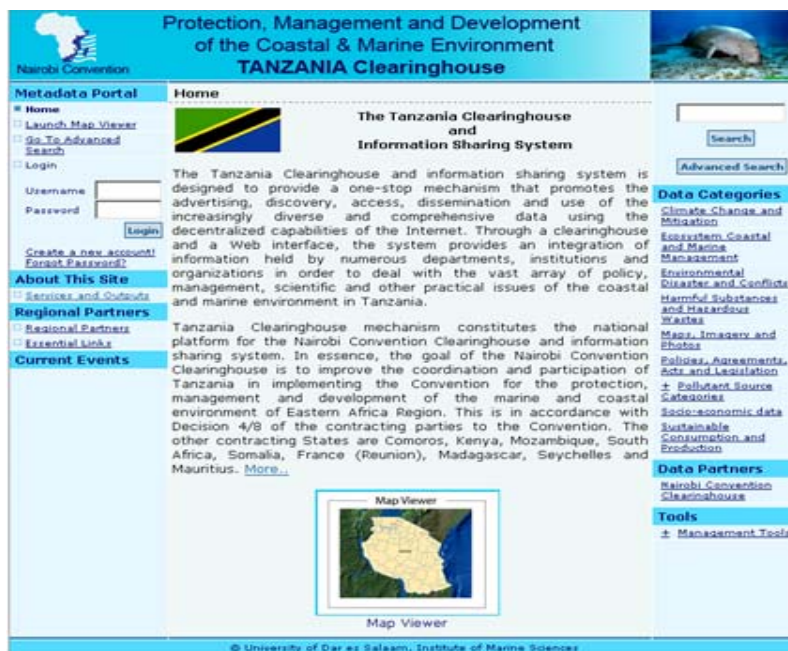 Nairobi Convention
Protection, Management and Development
of the Coastal & Marine Environment
TANZANIA Clearinghouse
Metadata Portal
Home
Launch Map Viewer
Go To Advanced
Search
Login
Username
Password
Login
Create a new account!
Forgot Password?
About This Site
Services and Outputs
Regional Partners
Regional Partners
Essential Links
Current Events
Home
The Tanzania Clearinghouse
and
Information Sharing System
The Tanzania Clearinghouse and information sharing system is
designed to provide a one-stop mechanism that promotes the
advertising, discovery, access, dissemination and use of the
increasingly diverse and comprehensive data using the
decentralized capabilities of the Internet. Through a clearinghouse
and a Web interface, the system provides an integration of
information held by numerous departments, institutions and
organizations in order to deal with the vast array of policy,
management, scientific and other practical issues of the coastal
and marine environment in Tanzania.
Tanzania Clearinghouse mechanism constitutes the national
platform for the Nairobi Convention Clearinghouse and information
sharing system. In essence, the goal of the Nairobi Convention
Clearinghouse is to improve the coordination and participation of
Tanzania in implementing the Convention for the protection,
management and development of the marine and coastal
environment of Eastern Africa Region. This is in accordance with
Decision 4/8 of the contracting parties to the Convention. The
other contracting States are Comoros, Kenya, Mozambique, South
Africa, Somalia, France (Reunion), Madagascar, Seychelles and
Mauritius. More..
Map Viewer
Map Viewer
Search
Advanced Search
Data Categories
Climate Change and
Mitigation
Ecosystem Coastal
and Marine
Management
Environmental
Disaster and Conflicts
Harmful Substances
and Hazardous
Wastes
Maps, Imagery and
Photos
Policies, Agreements,
Acts and Legislation
+ Pollutant Source
Categories
Socio-economic data
Sustainable
Consumption and
Production
Data Partners
Nairobi Convention
Clearinghouse
Tools
+ Management Tools
© University of Dar es Salaam, Institute of Marine Sciences